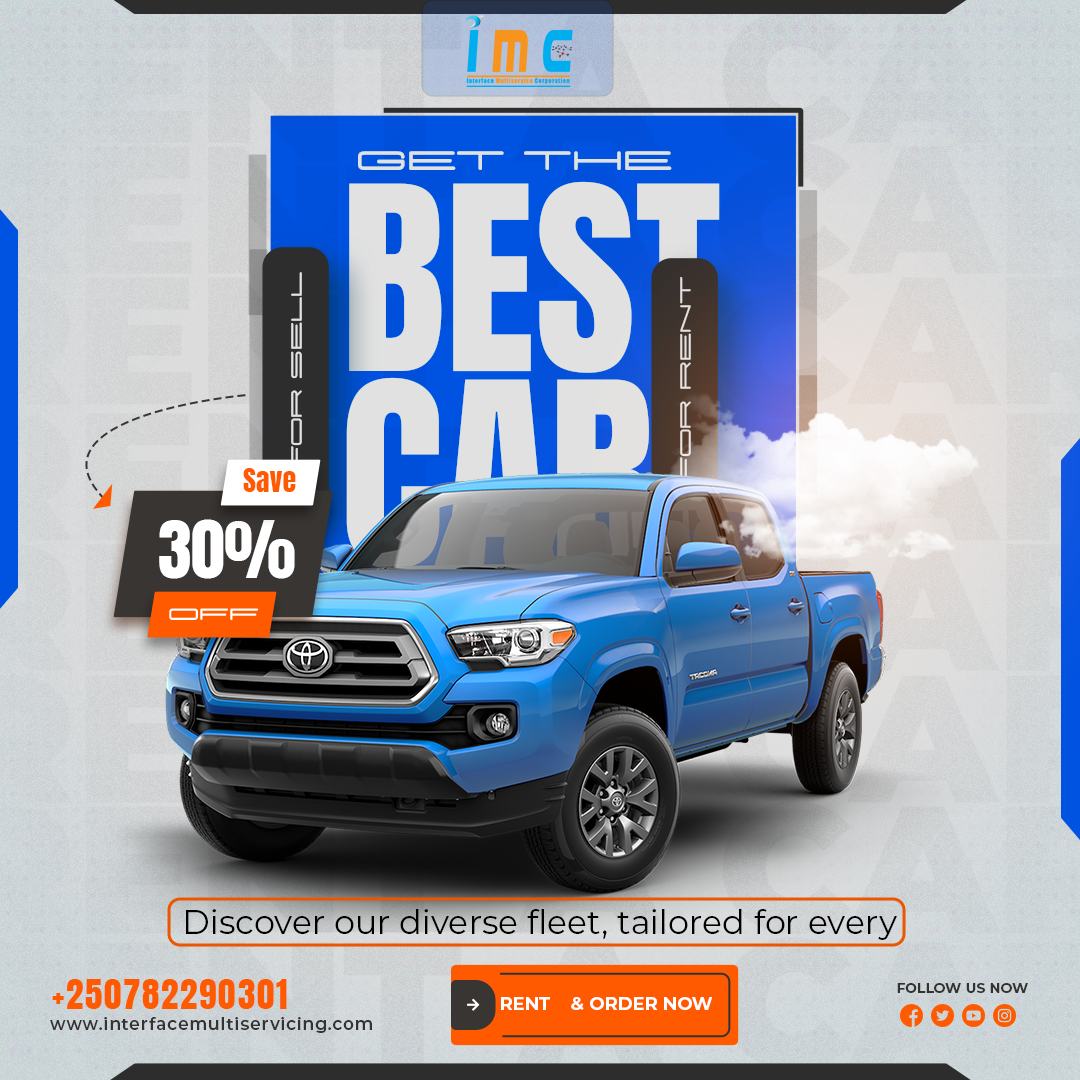 imc
Interface Multiservice Corporation
GET THE
BEST
CAR
FOR SELL
FOR RENT
Save
30%
OFF
TACOMA
Discover our diverse fleet, tailored for every
+250782290301
www.interfacemultiservicing.com
RENT & ORDER NOW
FOLLOW US NOW